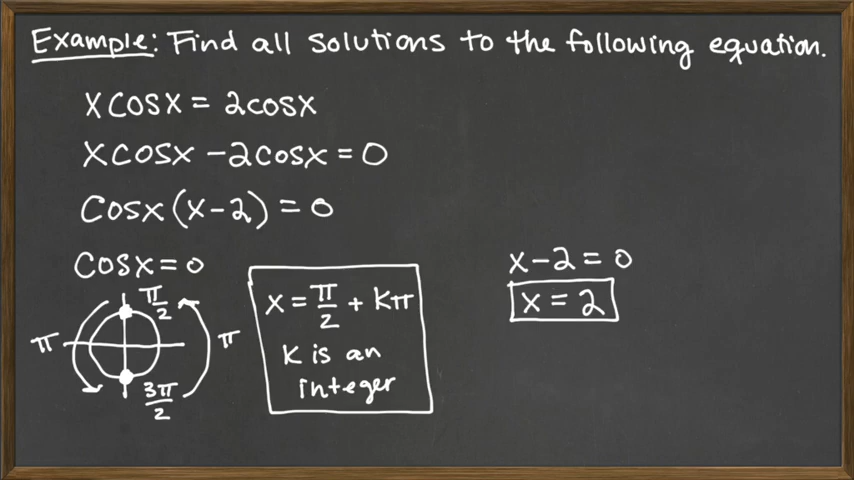 Example: Find all solutions to the following equation.
xcosx = 2cosx
xcosx - 2cosx = 0
cosx(x-2) = 0
cosx = 0
π/2
π
π
3π/2
x = π/2 + kπ
k is an
integer
x-2 = 0
x = 2